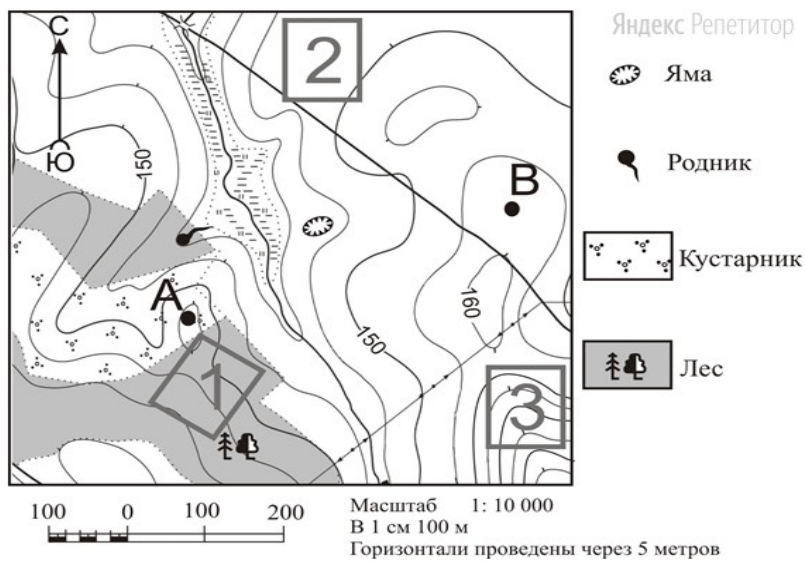 Яндекс Репетитор
С
Ю
2
150
В
А
160
150
1
3
Яма
Родник
Кустарник
Лес
100 0 100 200
Масштаб 1: 10 000
В 1 см 100 м
Горизонтали проведены через 5 метров